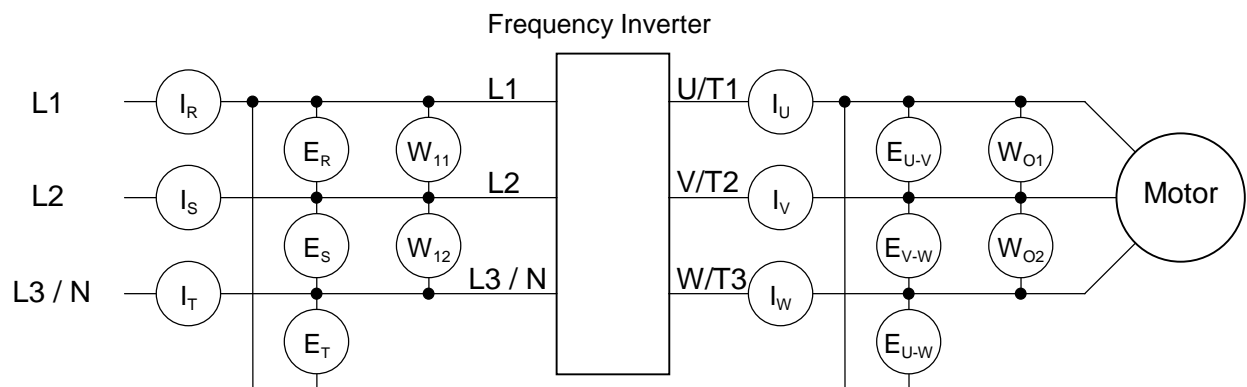 Frequency Inverter
L1 I_R L1 U/T1 I_U
E_R W_11 E_U-V W_O1
L2 I_S L2 V/T2 I_V Motor
E_S W_12 E_V-W W_O2
L3 / N I_T L3 / N W/T3 I_W
E_T E_U-W